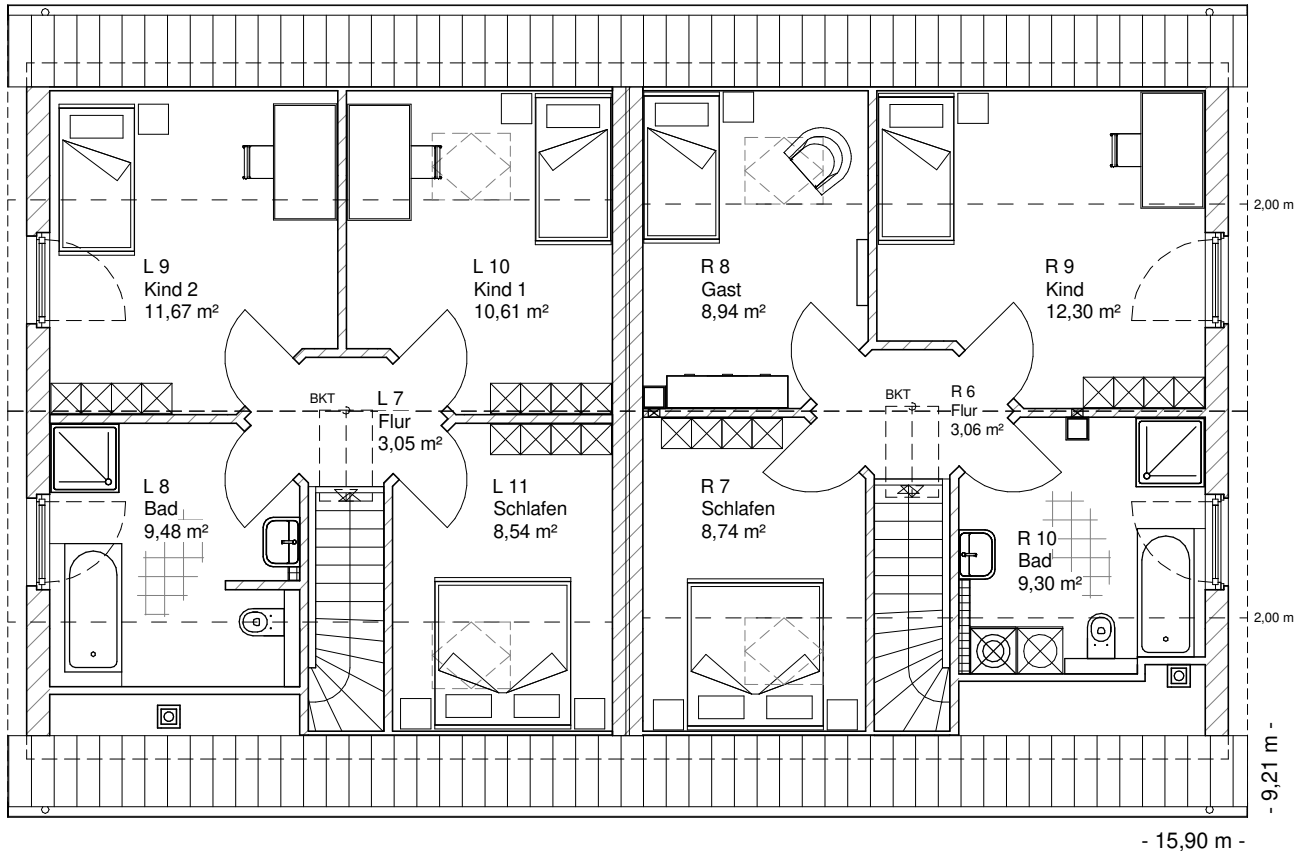 2,00 m
L 9
Kind 2
11,67 m²
L 10
Kind 1
10,61 m²
R 8
Gast
8,94 m²
R 9
Kind
12,30 m²
BKT
L 7
Flur
3,05 m²
BKT
R 6
Flur
3,06 m²
L 8
Bad
9,48 m²
L 11
Schlafen
8,54 m²
R 7
Schlafen
8,74 m²
R 10
Bad
9,30 m²
2,00 m
- 9,21 m -
- 15,90 m -